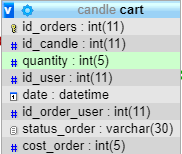 candle cart
id_orders : int(11)
id_candle : int(11)
quantity : int(5)
id_user : int(11)
date : datetime
id_order_user : int(11)
status_order : varchar(30)
cost_order : int(5)